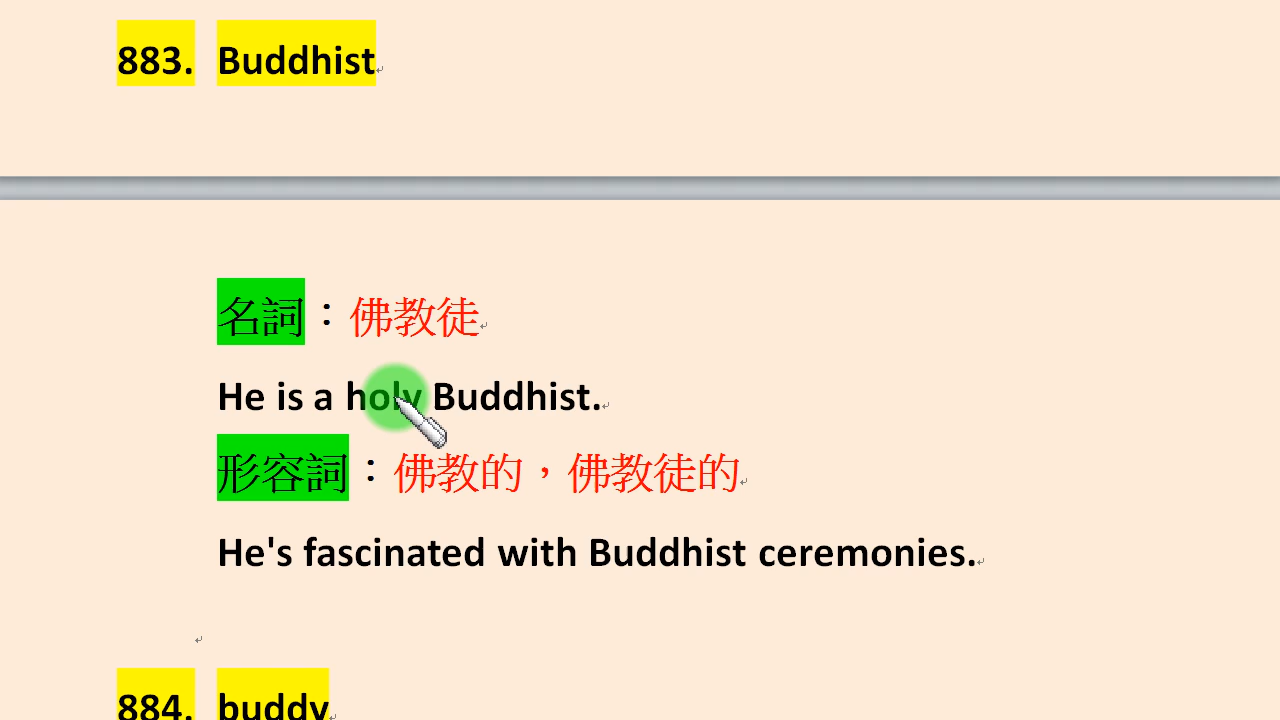 883. Buddhist
名詞：佛教徒
He is a holy Buddhist.
形容詞：佛教的，佛教徒的
He's fascinated with Buddhist ceremonies.
884. buddy